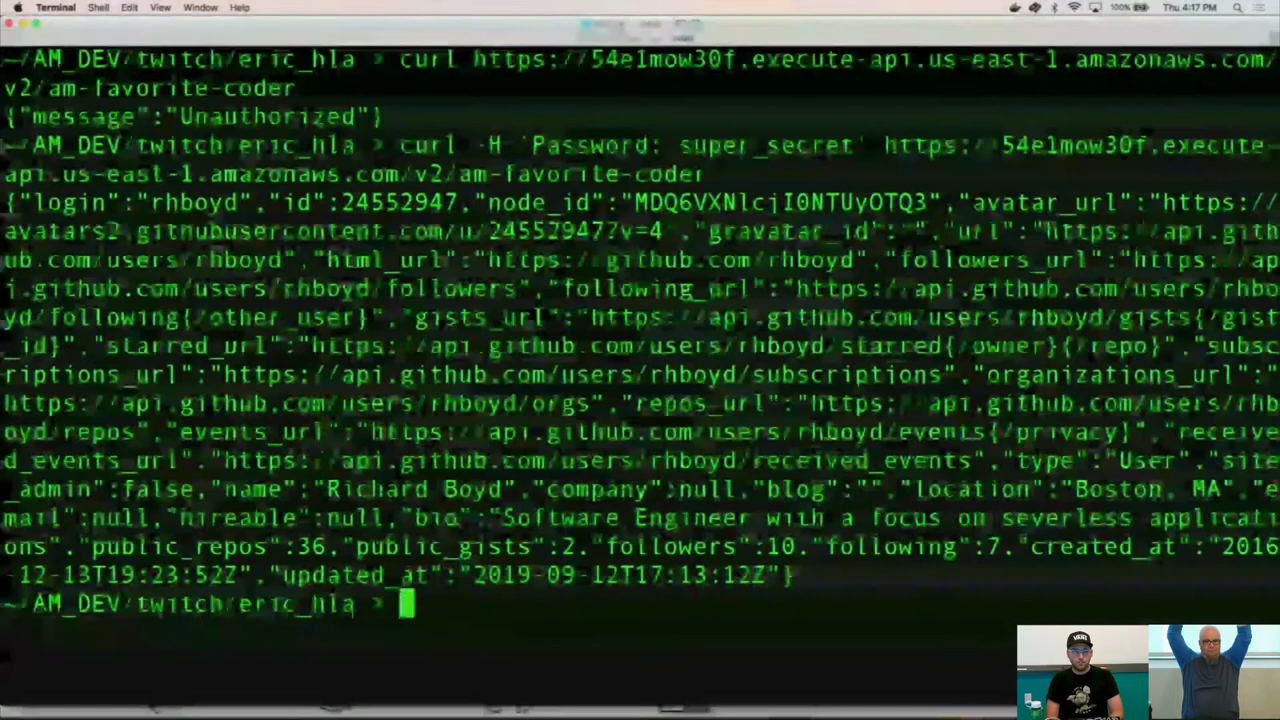 Terminal Shell Edit View Window Help 100% Thu 4:17 PM
~/AM_DEV/twitch/eric_hla > curl https://54e1mow30f.execute-api.us-east-1.amazonaws.com/
v2/am-favorite-coder
{"message":"Unauthorized"}
~/AM_DEV/twitch/eric_hla > curl -H 'Password: super_secret' https://54e1mow30f.execute-
api.us-east-1.amazonaws.com/v2/am-favorite-coder
{"login":"rhboyd","id":24552947,"node_id":"MDQ6VXNlcjI0NTUyOTQ3","avatar_url":"https://
avatars2.githubusercontent.com/u/24552947?v=4","gravatar_id":"","url":"https://api.gith
ub.com/users/rhboyd","html_url":"https://github.com/rhboyd","followers_url":"https://ap
i.github.com/users/rhboyd/followers","following_url":"https://api.github.com/users/rhbo
yd/following{/other_user}","gists_url":"https://api.github.com/users/rhboyd/gists{/gist
_id}","starred_url":"https://api.github.com/users/rhboyd/starred{/owner}{/repo}","subsc
riptions_url":"https://api.github.com/users/rhboyd/subscriptions","organizations_url":"
https://api.github.com/users/rhboyd/orgs","repos_url":"https://api.github.com/users/rhb
oyd/repos","events_url":"https://api.github.com/users/rhboyd/events{/privacy}","receive
d_events_url":"https://api.github.com/users/rhboyd/received_events","type":"User","site
_admin":false,"name":"Richard Boyd","company":null,"blog":"","location":"Boston, MA","e
mail":null,"hireable":null,"bio":"Software Engineer with a focus on severless applicati
ons","public_repos":36,"public_gists":2,"followers":10,"following":7,"created_at":"2016
-12-13T19:23:52Z","updated_at":"2019-09-12T17:13:12Z"}
~/AM_DEV/twitch/eric_hla >
VANS